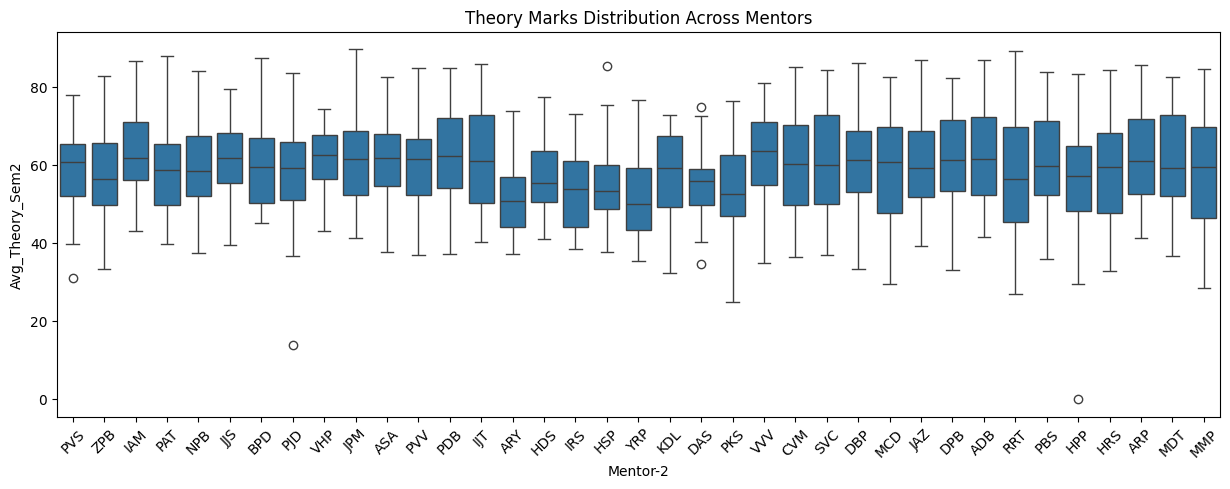 Theory Marks Distribution Across Mentors
Avg_Theory_Sem2
80
60
40
20
0
PVS ZPB IAM PAT NPB JJS BPD PJD VHP JPM ASA PVV PDB IJT ARY HDS IRS HSP YRP KDL DAS PKS VVV CVM SVC DBP MCD JAZ DPB ADB RRT PBS HPP HRS ARP MDT MMP
Mentor-2